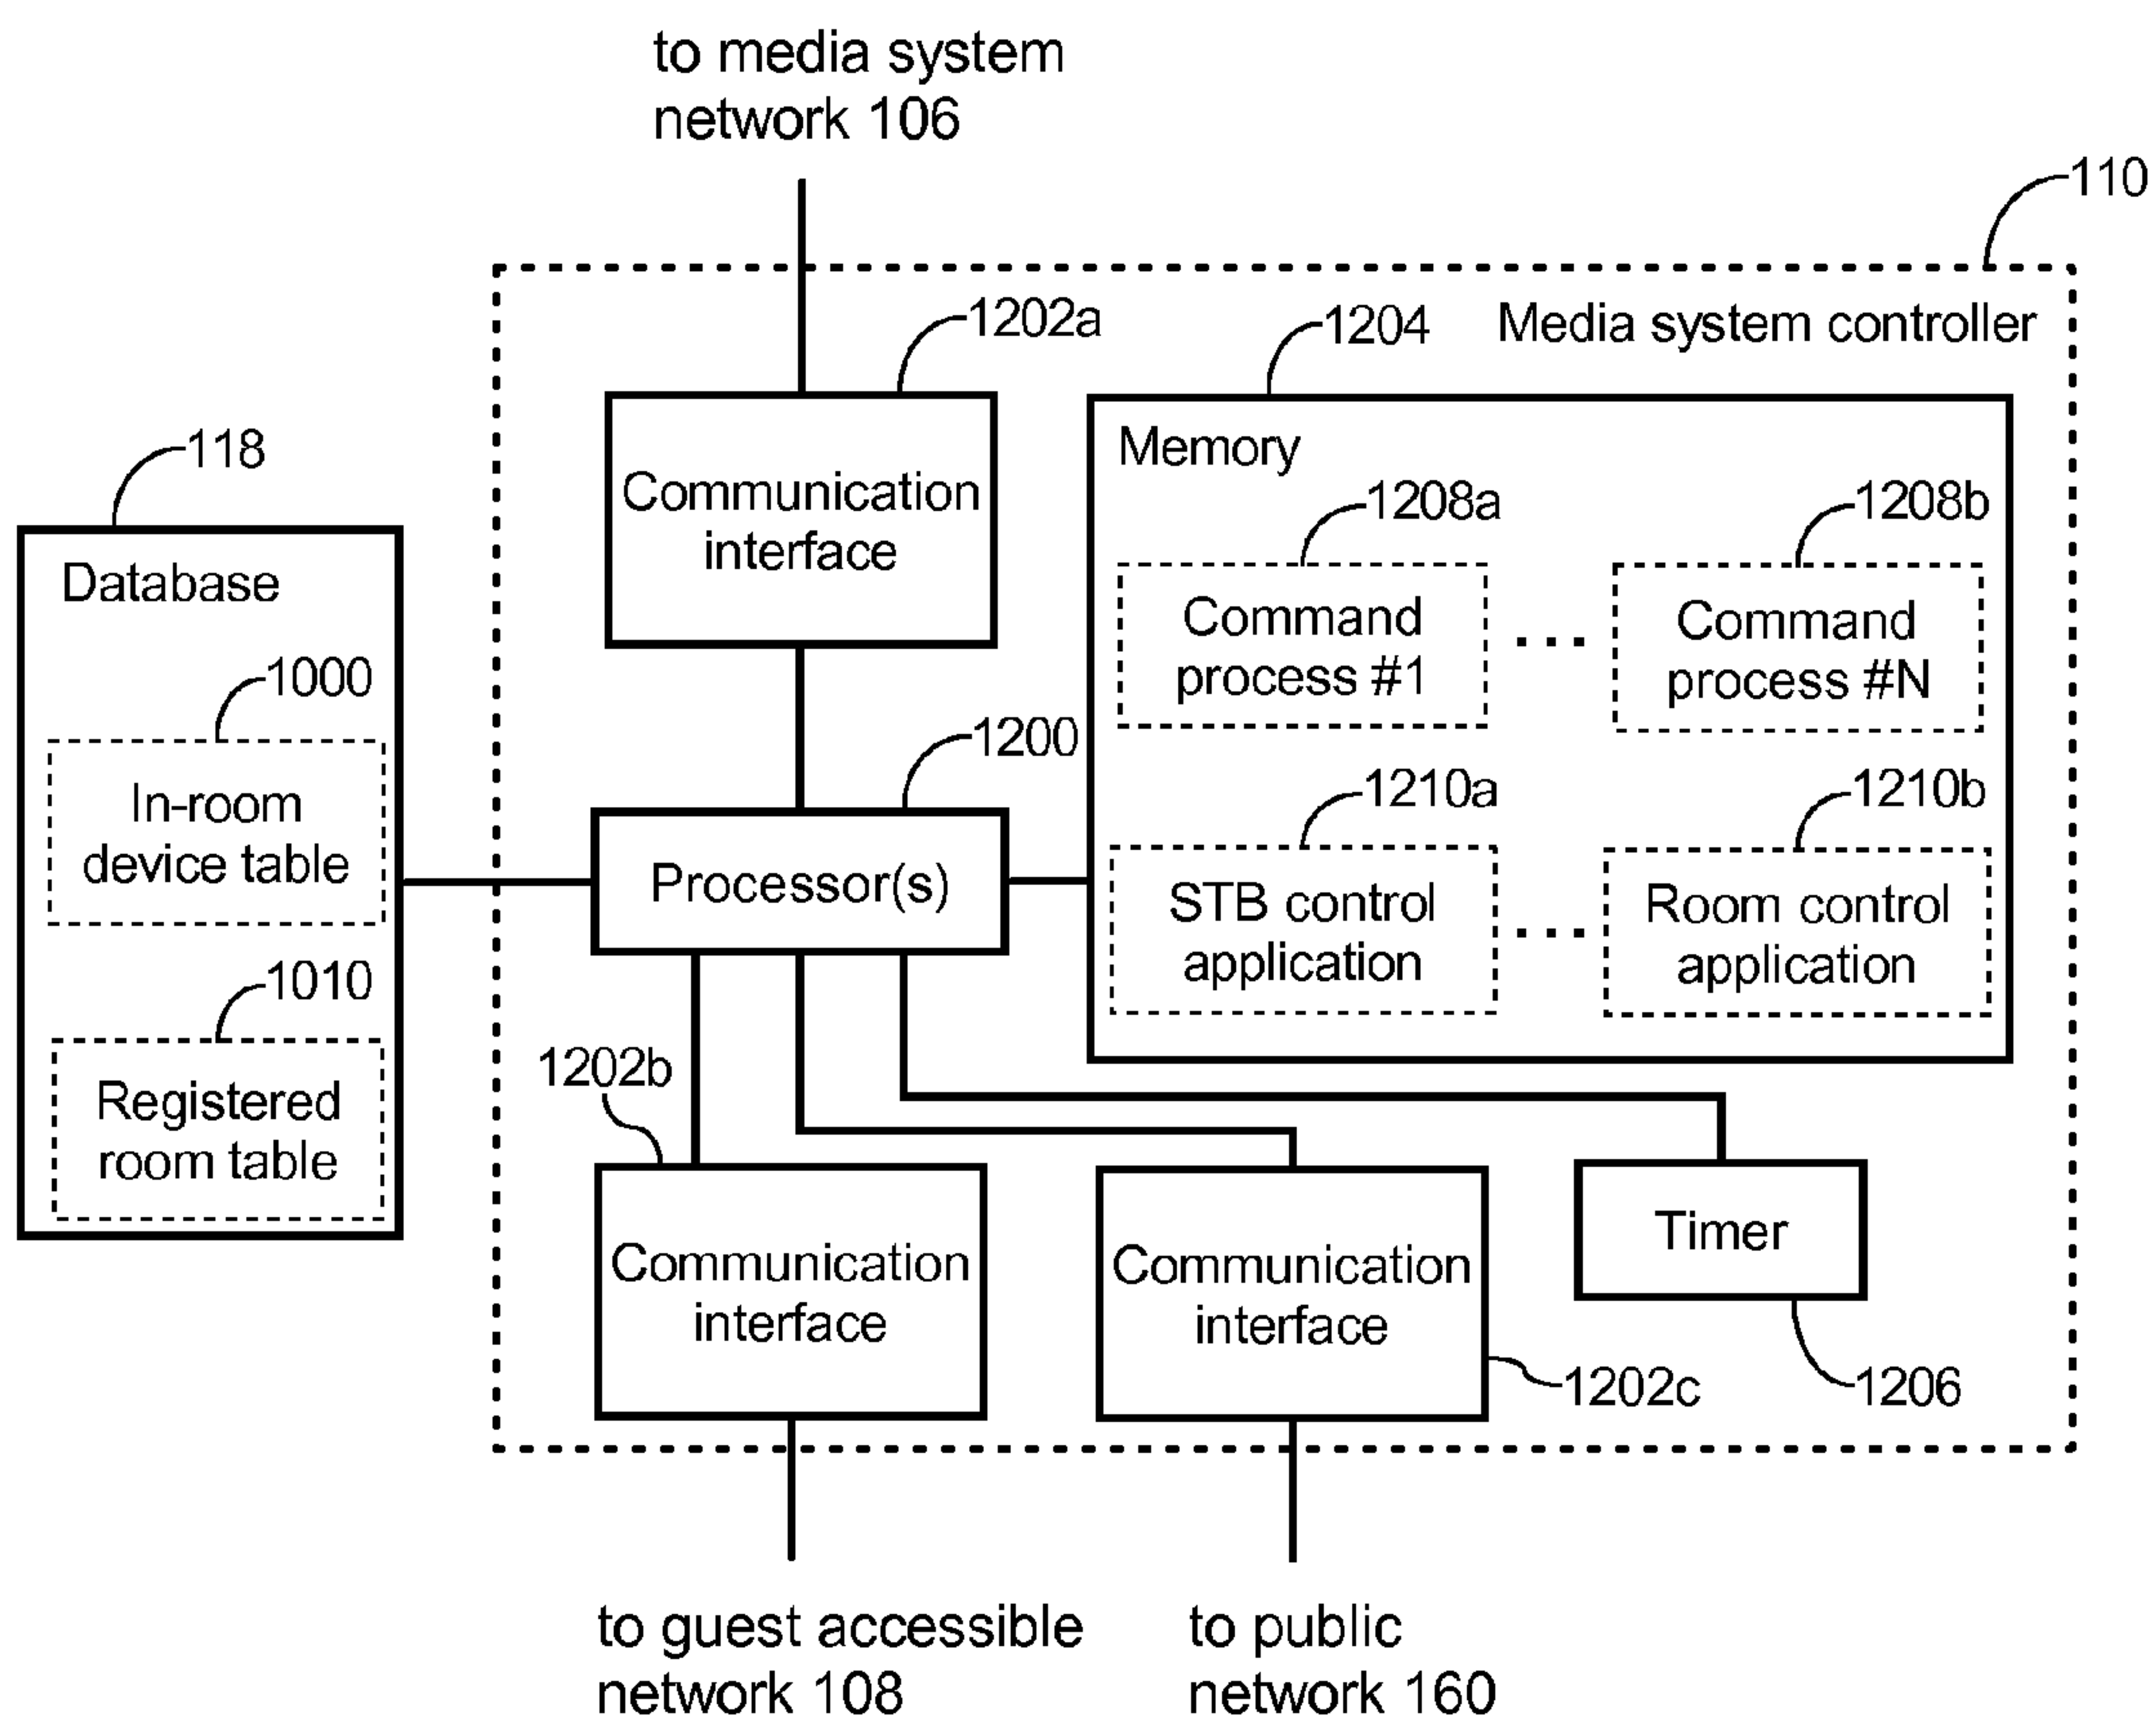 to media system
network 106
110
1202a
1204
Media system controller
118
Memory
Communication
interface
1208a
1208b
Database
Command
process #1
Command
process #N
1000
1200
In-room
device table
1210a
1210b
Processor(s)
STB control
application
Room control
application
1010
1202b
Registered
room table
Communication
interface
Communication
interface
Timer
1202c
1206
to guest accessible
network 108
to public
network 160